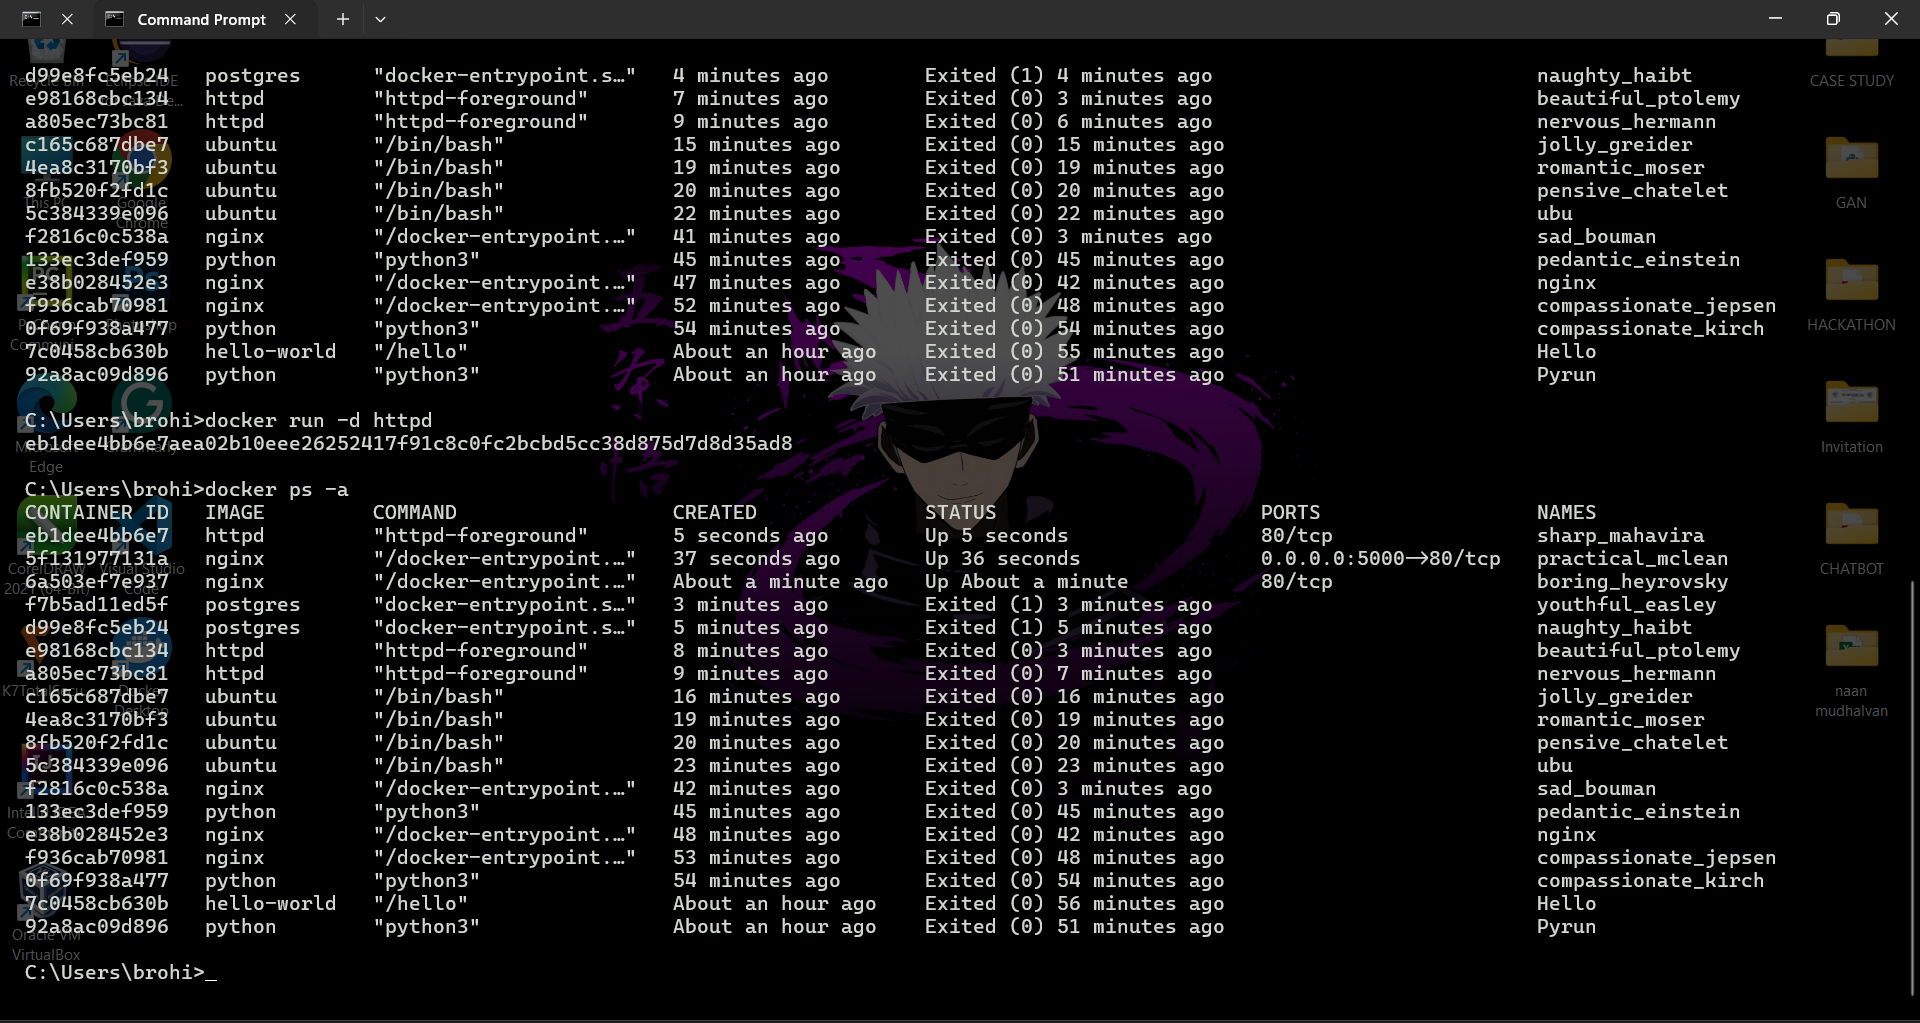 Command Prompt
d99e8fc5eb24 postgres "docker-entrypoint.s…" 4 minutes ago Exited (1) 4 minutes ago naughty_haibt
e98168cbc134 httpd "httpd-foreground" 7 minutes ago Exited (0) 3 minutes ago beautiful_ptolemy
a805ec73bc81 httpd "httpd-foreground" 9 minutes ago Exited (0) 6 minutes ago nervous_hermann
c165c687dbe7 ubuntu "/bin/bash" 15 minutes ago Exited (0) 15 minutes ago jolly_greider
4ea8c3170bf3 ubuntu "/bin/bash" 19 minutes ago Exited (0) 19 minutes ago romantic_moser
8fb520f2fd1c ubuntu "/bin/bash" 20 minutes ago Exited (0) 20 minutes ago pensive_chatelet
5c384339e096 ubuntu "/bin/bash" 22 minutes ago Exited (0) 22 minutes ago ubu
f2816c0c538a nginx "/docker-entrypoint.…" 41 minutes ago Exited (0) 3 minutes ago sad_bouman
133ec3def959 python "python3" 45 minutes ago Exited (0) 45 minutes ago pedantic_einstein
e38b028452e3 nginx "/docker-entrypoint.…" 47 minutes ago Exited (0) 42 minutes ago nginx
f936cab70981 nginx "/docker-entrypoint.…" 52 minutes ago Exited (0) 48 minutes ago compassionate_jepsen
0f69f938a477 python "python3" 54 minutes ago Exited (0) 54 minutes ago compassionate_kirch
7c0458cb630b hello-world "/hello" About an hour ago Exited (0) 55 minutes ago Hello
92a8ac09d896 python "python3" About an hour ago Exited (0) 51 minutes ago Pyrun
C:\Users\brohi>docker run -d httpd
eb1dee4bb6e7aea02b10eee26252417f91c8c0fc2bcbd5cc38d875d7d8d35ad8
C:\Users\brohi>docker ps -a
CONTAINER ID IMAGE COMMAND CREATED STATUS PORTS NAMES
eb1dee4bb6e7 httpd "httpd-foreground" 5 seconds ago Up 5 seconds 80/tcp sharp_mahavira
5f131977131a nginx "/docker-entrypoint.…" 37 seconds ago Up 36 seconds 0.0.0.0:5000->80/tcp practical_mclean
6a503ef7e937 nginx "/docker-entrypoint.…" About a minute ago Up About a minute 80/tcp boring_heyrovsky
f7b5ad11ed5f postgres "docker-entrypoint.s…" 3 minutes ago Exited (1) 3 minutes ago youthful_easley
d99e8fc5eb24 postgres "docker-entrypoint.s…" 5 minutes ago Exited (1) 5 minutes ago naughty_haibt
e98168cbc134 httpd "httpd-foreground" 8 minutes ago Exited (0) 3 minutes ago beautiful_ptolemy
a805ec73bc81 httpd "httpd-foreground" 9 minutes ago Exited (0) 7 minutes ago nervous_hermann
c165c687dbe7 ubuntu "/bin/bash" 16 minutes ago Exited (0) 16 minutes ago jolly_greider
4ea8c3170bf3 ubuntu "/bin/bash" 19 minutes ago Exited (0) 19 minutes ago romantic_moser
8fb520f2fd1c ubuntu "/bin/bash" 20 minutes ago Exited (0) 20 minutes ago pensive_chatelet
5c384339e096 ubuntu "/bin/bash" 23 minutes ago Exited (0) 23 minutes ago ubu
f2816c0c538a nginx "/docker-entrypoint.…" 42 minutes ago Exited (0) 3 minutes ago sad_bouman
133ec3def959 python "python3" 45 minutes ago Exited (0) 45 minutes ago pedantic_einstein
e38b028452e3 nginx "/docker-entrypoint.…" 48 minutes ago Exited (0) 42 minutes ago nginx
f936cab70981 nginx "/docker-entrypoint.…" 53 minutes ago Exited (0) 48 minutes ago compassionate_jepsen
0f69f938a477 python "python3" 54 minutes ago Exited (0) 54 minutes ago compassionate_kirch
7c0458cb630b hello-world "/hello" About an hour ago Exited (0) 56 minutes ago Hello
92a8ac09d896 python "python3" About an hour ago Exited (0) 51 minutes ago Pyrun
C:\Users\brohi>_
Google
Chrome
Edge
Visual Studio
Code
Docker
Desktop
Oracle VM
VirtualBox
五
条
悟
CASE STUDY
GAN
HACKATHON
Invitation
CHATBOT
naan
mudhalvan